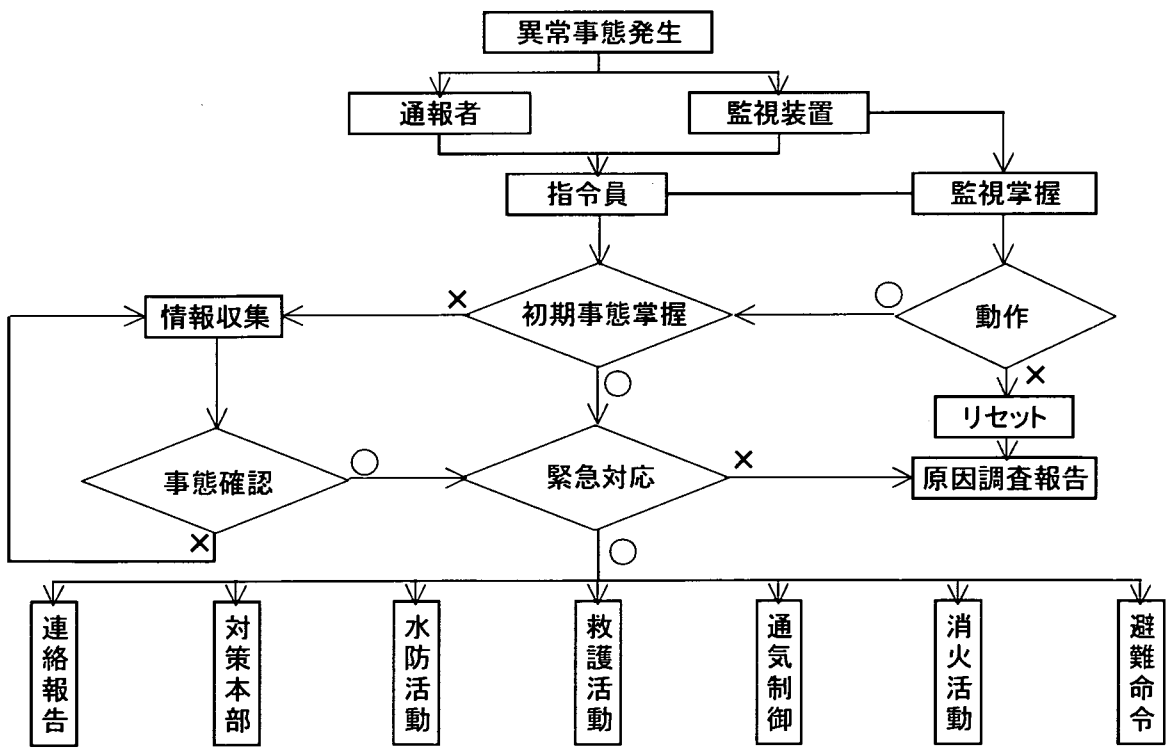 異常事態発生
通報者
監視装置
指令員
監視掌握
×
○
情報収集
初期事態掌握
動作
○
×
リセット
○
×
事態確認
緊急対応
原因調査報告
×
○
連絡報告
対策本部
水防活動
救護活動
通気制御
消火活動
避難命令